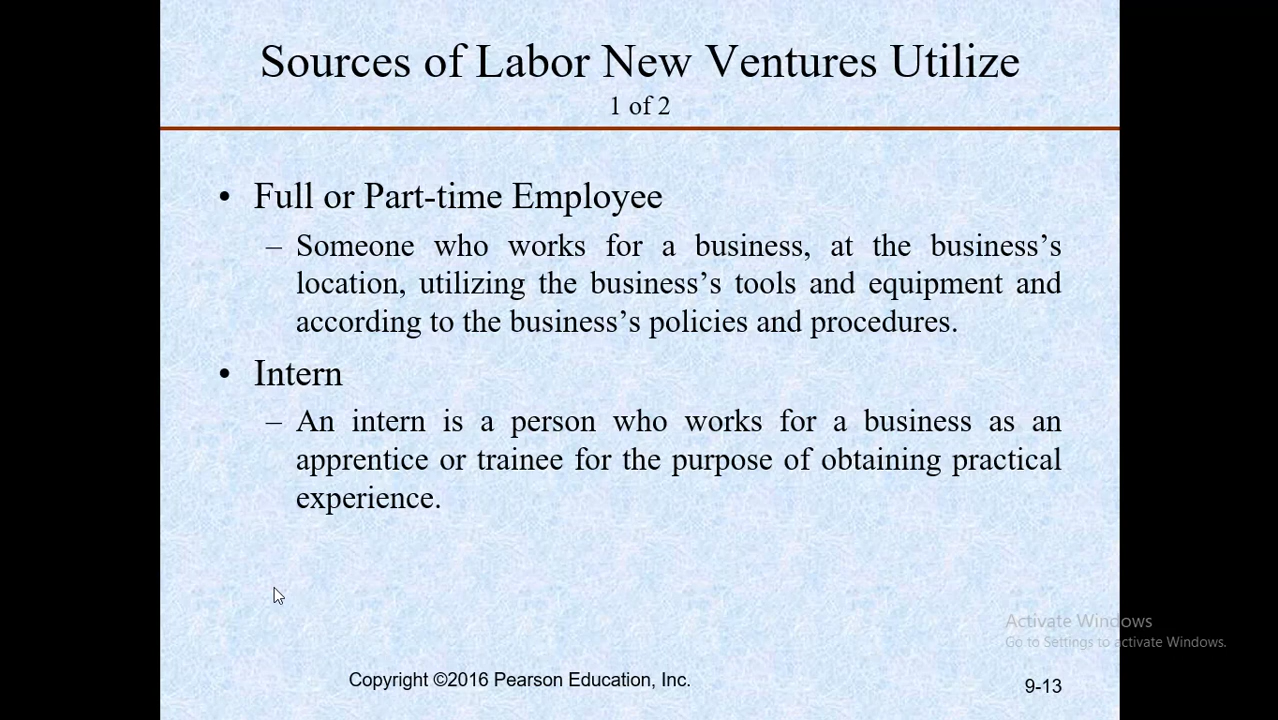 Sources of Labor New Ventures Utilize
1 of 2
• Full or Part-time Employee
– Someone who works for a business, at the business’s
location, utilizing the business’s tools and equipment and
according to the business’s policies and procedures.
• Intern
– An intern is a person who works for a business as an
apprentice or trainee for the purpose of obtaining practical
experience.
Activate Windows
Go to Settings to activate Windows.
Copyright ©2016 Pearson Education, Inc.
9-13